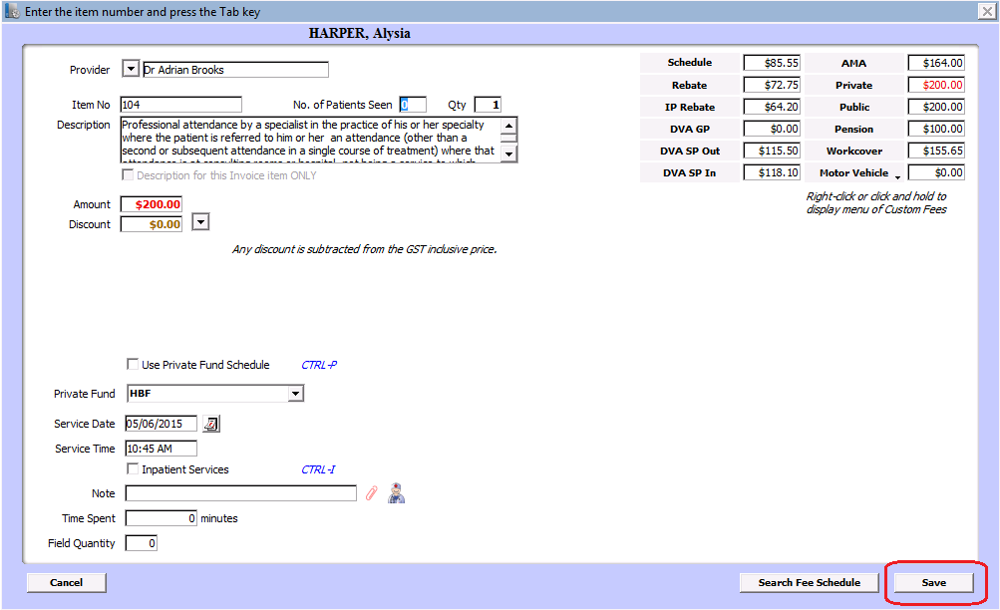 Enter the item number and press the Tab key
HARPER, Alysia
Provider Dr Adrian Brooks
Item No 104 No. of Patients Seen 0 Qty 1
Description Professional attendance by a specialist in the practice of his or her specialty
where the patient is referred to him or her an attendance (other than a
second or subsequent attendance in a single course of treatment) where that
Description for this Invoice item ONLY
Amount $200.00
Discount $0.00
Any discount is subtracted from the GST inclusive price.
Schedule $85.55 AMA $164.00
Rebate $72.75 Private $200.00
IP Rebate $64.20 Public $200.00
DVA GP $0.00 Pension $100.00
DVA SP Out $115.50 Workcover $155.65
DVA SP In $118.10 Motor Vehicle $0.00
Right-click or click and hold to
display menu of Custom Fees
Use Private Fund Schedule CTRL-P
Private Fund HBF
Service Date 05/06/2015
Service Time 10:45 AM
Inpatient Services CTRL-I
Note
Time Spent 0 minutes
Field Quantity 0
Cancel Search Fee Schedule Save